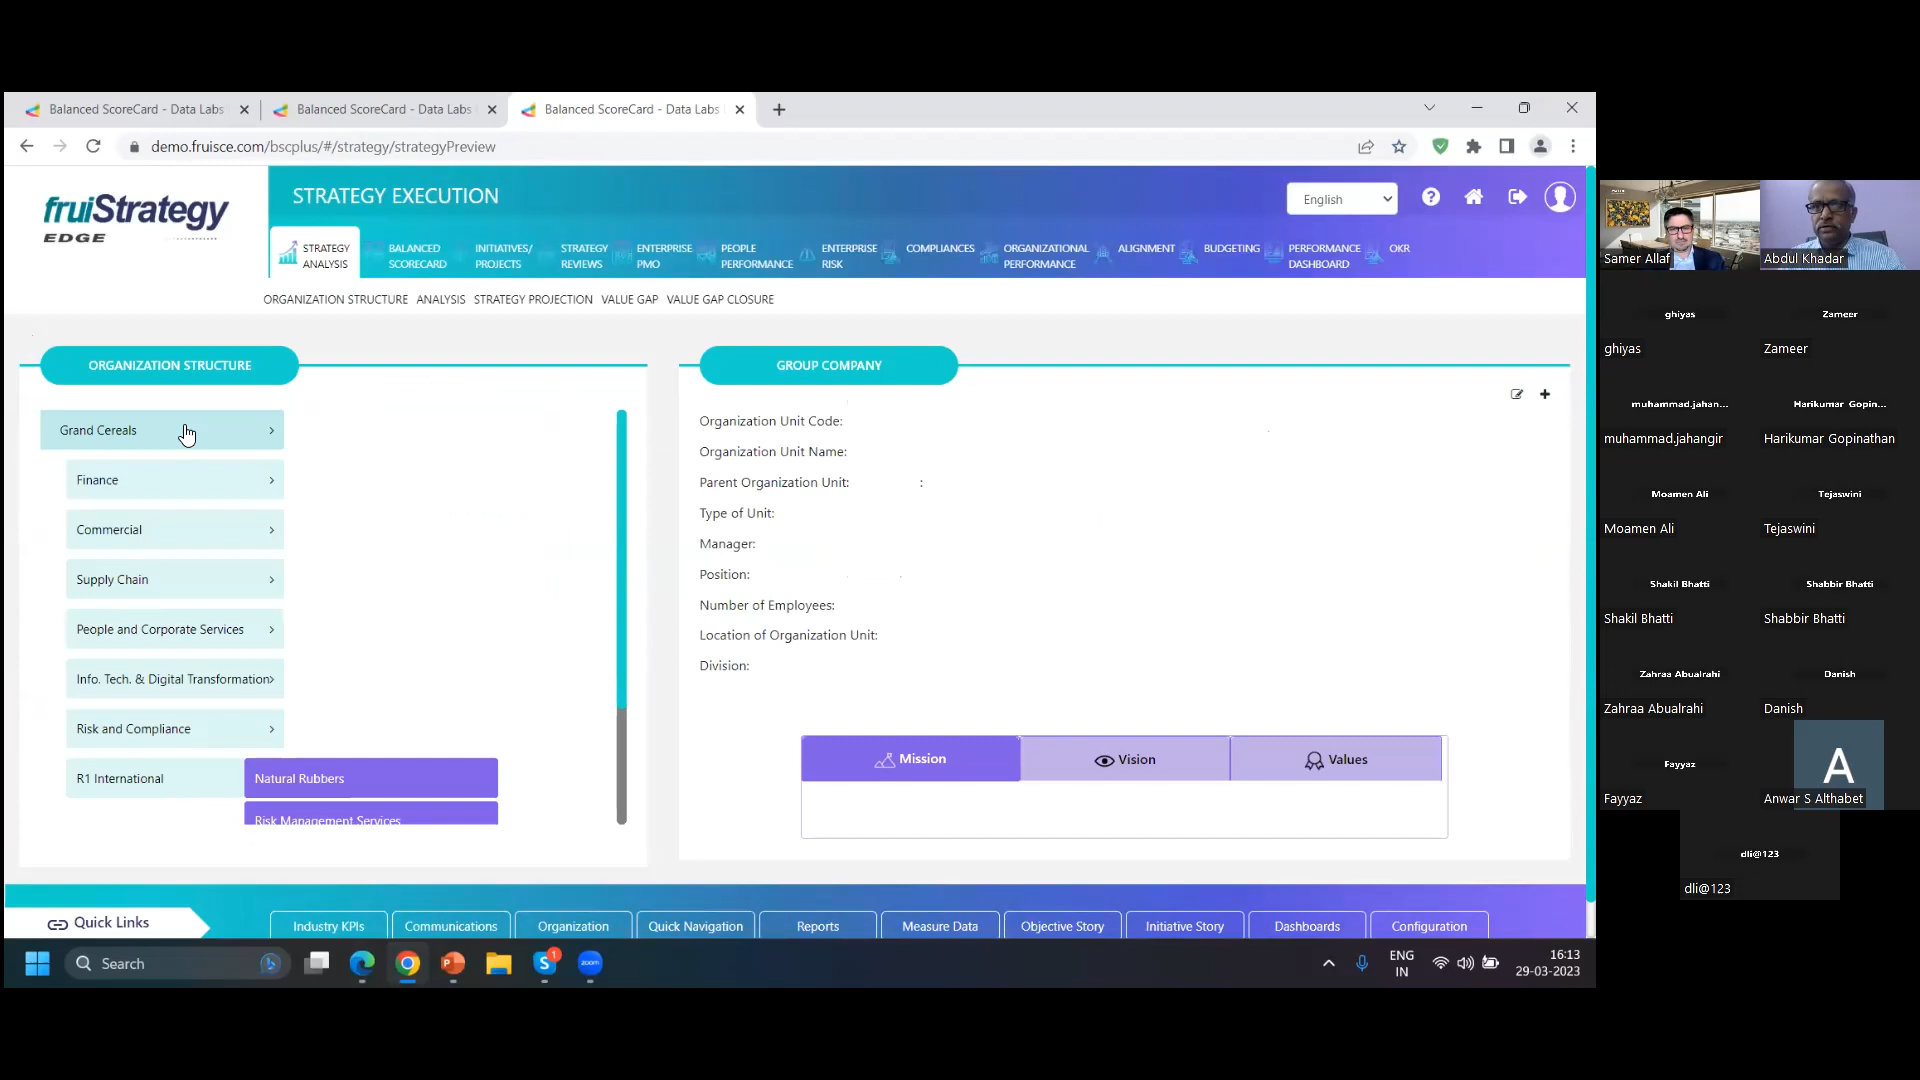 Balanced ScoreCard - Data Labs
Balanced ScoreCard - Data Labs
Balanced ScoreCard - Data Labs
demo.fruisce.com/bscplus/#/strategy/strategyPreview
fruiStrategy
EDGE
STRATEGY EXECUTION
English
STRATEGY ANALYSIS
BALANCED SCORECARD
INITIATIVES/ PROJECTS
STRATEGY REVIEWS
ENTERPRISE PMO
PEOPLE PERFORMANCE
ENTERPRISE RISK
COMPLIANCES
ORGANIZATIONAL PERFORMANCE
ALIGNMENT
BUDGETING
PERFORMANCE DASHBOARD
OKR
ORGANIZATION STRUCTURE ANALYSIS STRATEGY PROJECTION VALUE GAP VALUE GAP CLOSURE
ORGANIZATION STRUCTURE
Grand Cereals
Finance
Commercial
Supply Chain
People and Corporate Services
Info. Tech. & Digital Transformation
Risk and Compliance
R1 International
Natural Rubbers
Risk Management Services
GROUP COMPANY
Organization Unit Code:
Organization Unit Name:
Parent Organization Unit: :
Type of Unit:
Manager:
Position:
Number of Employees:
Location of Organization Unit:
Division:
Mission
Vision
Values
Quick Links
Industry KPIs
Communications
Organization
Quick Navigation
Reports
Measure Data
Objective Story
Initiative Story
Dashboards
Configuration
Search
1
zoom
ENG
IN
16:13
29-03-2023
Samer Allaf
Abdul Khadar
ghiyas
ghiyas
Zameer
Zameer
muhammad.jahan...
muhammad.jahangir
Harikumar Gopin...
Harikumar Gopinathan
Moamen Ali
Moamen Ali
Tejaswini
Tejaswini
Shakil Bhatti
Shakil Bhatti
Shabbir Bhatti
Shabbir Bhatti
Zahraa Abualrahi
Zahraa Abualrahi
Danish
Danish
Fayyaz
Fayyaz
A
Anwar S Althabet
dli@123
dli@123